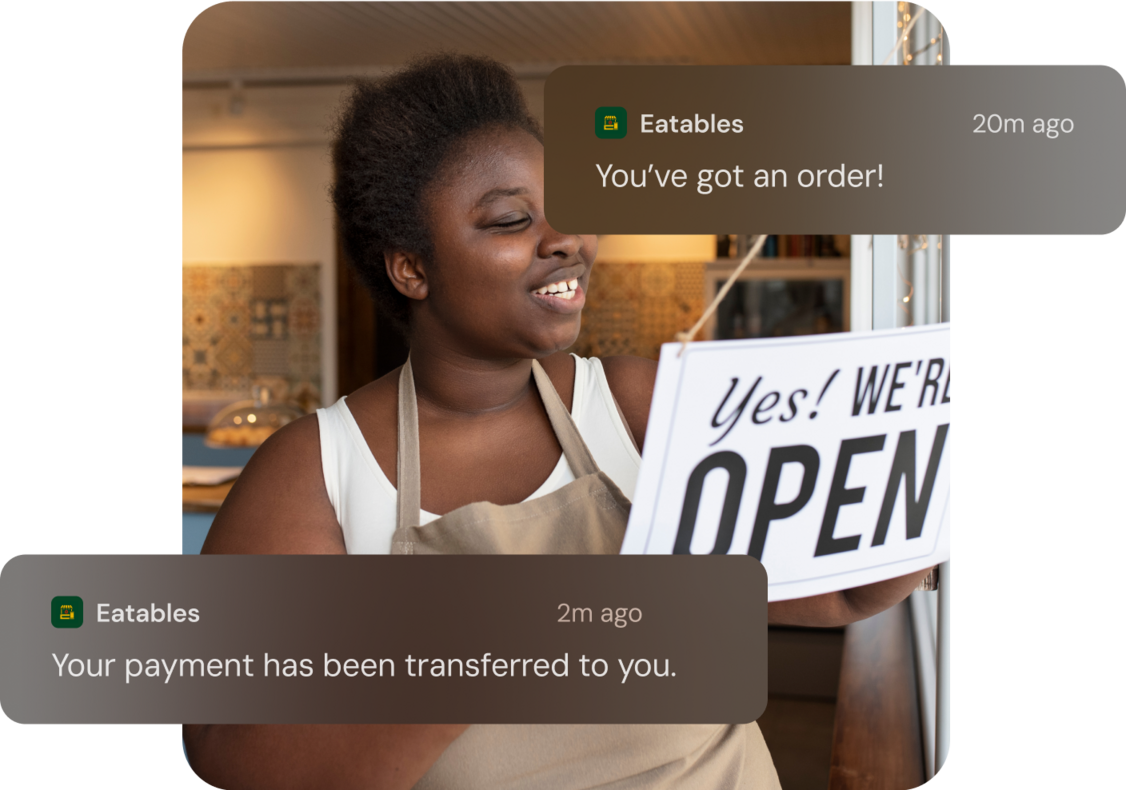 Eatables 20m ago
You’ve got an order!
Yes! WE'RE
OPEN
Eatables 2m ago
Your payment has been transferred to you.